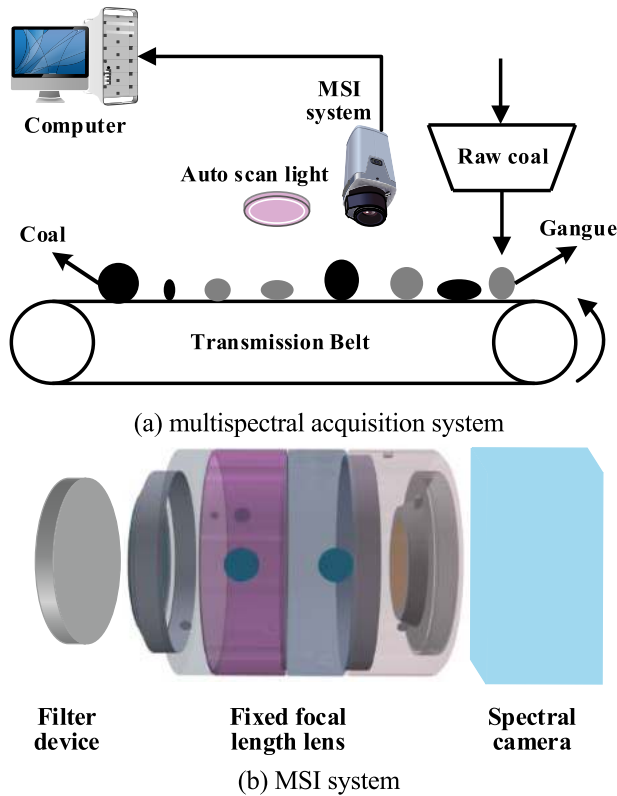 MSI
system
Computer
Raw coal
Auto scan light
Coal
Gangue
Transmission Belt
(a) multispectral acquisition system
Filter
device
Fixed focal
length lens
Spectral
camera
(b) MSI system